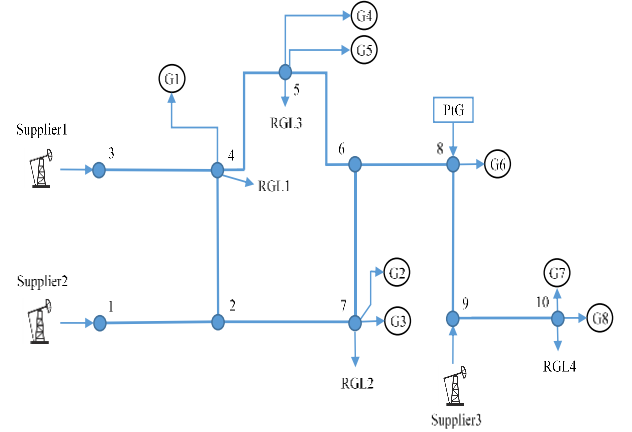 G4
G5
G1
5
RGL3
PtG
Supplier1
3
4
6
8
G6
RGL1
Supplier2
G2
G7
1
2
7
G3
9
10
G8
RGL2
RGL4
Supplier3